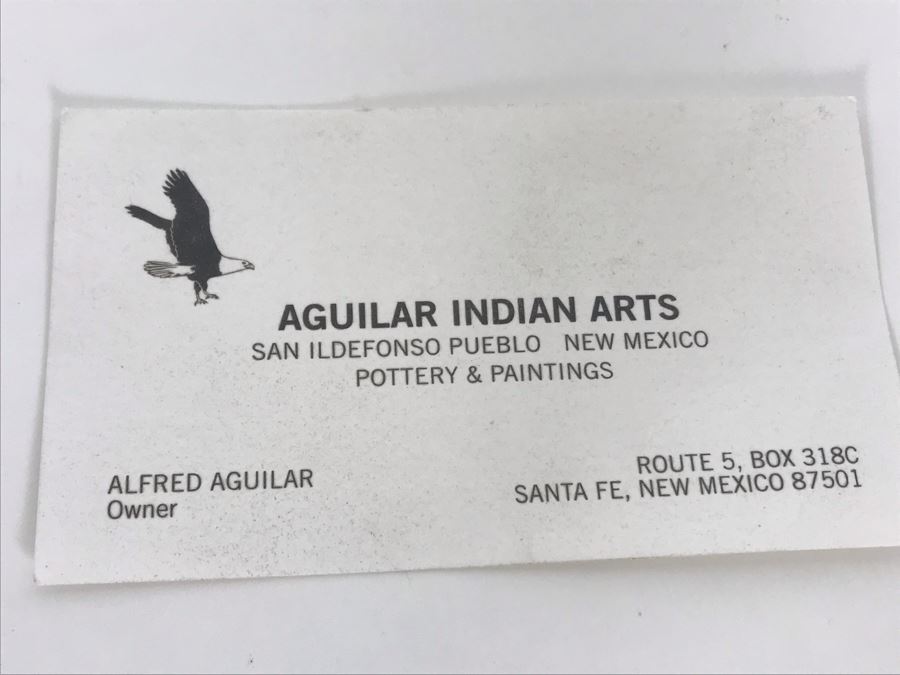 AGUILAR INDIAN ARTS
SAN ILDEFONSO PUEBLO NEW MEXICO
POTTERY & PAINTINGS
ALFRED AGUILAR
Owner
ROUTE 5, BOX 318C
SANTA FE, NEW MEXICO 87501